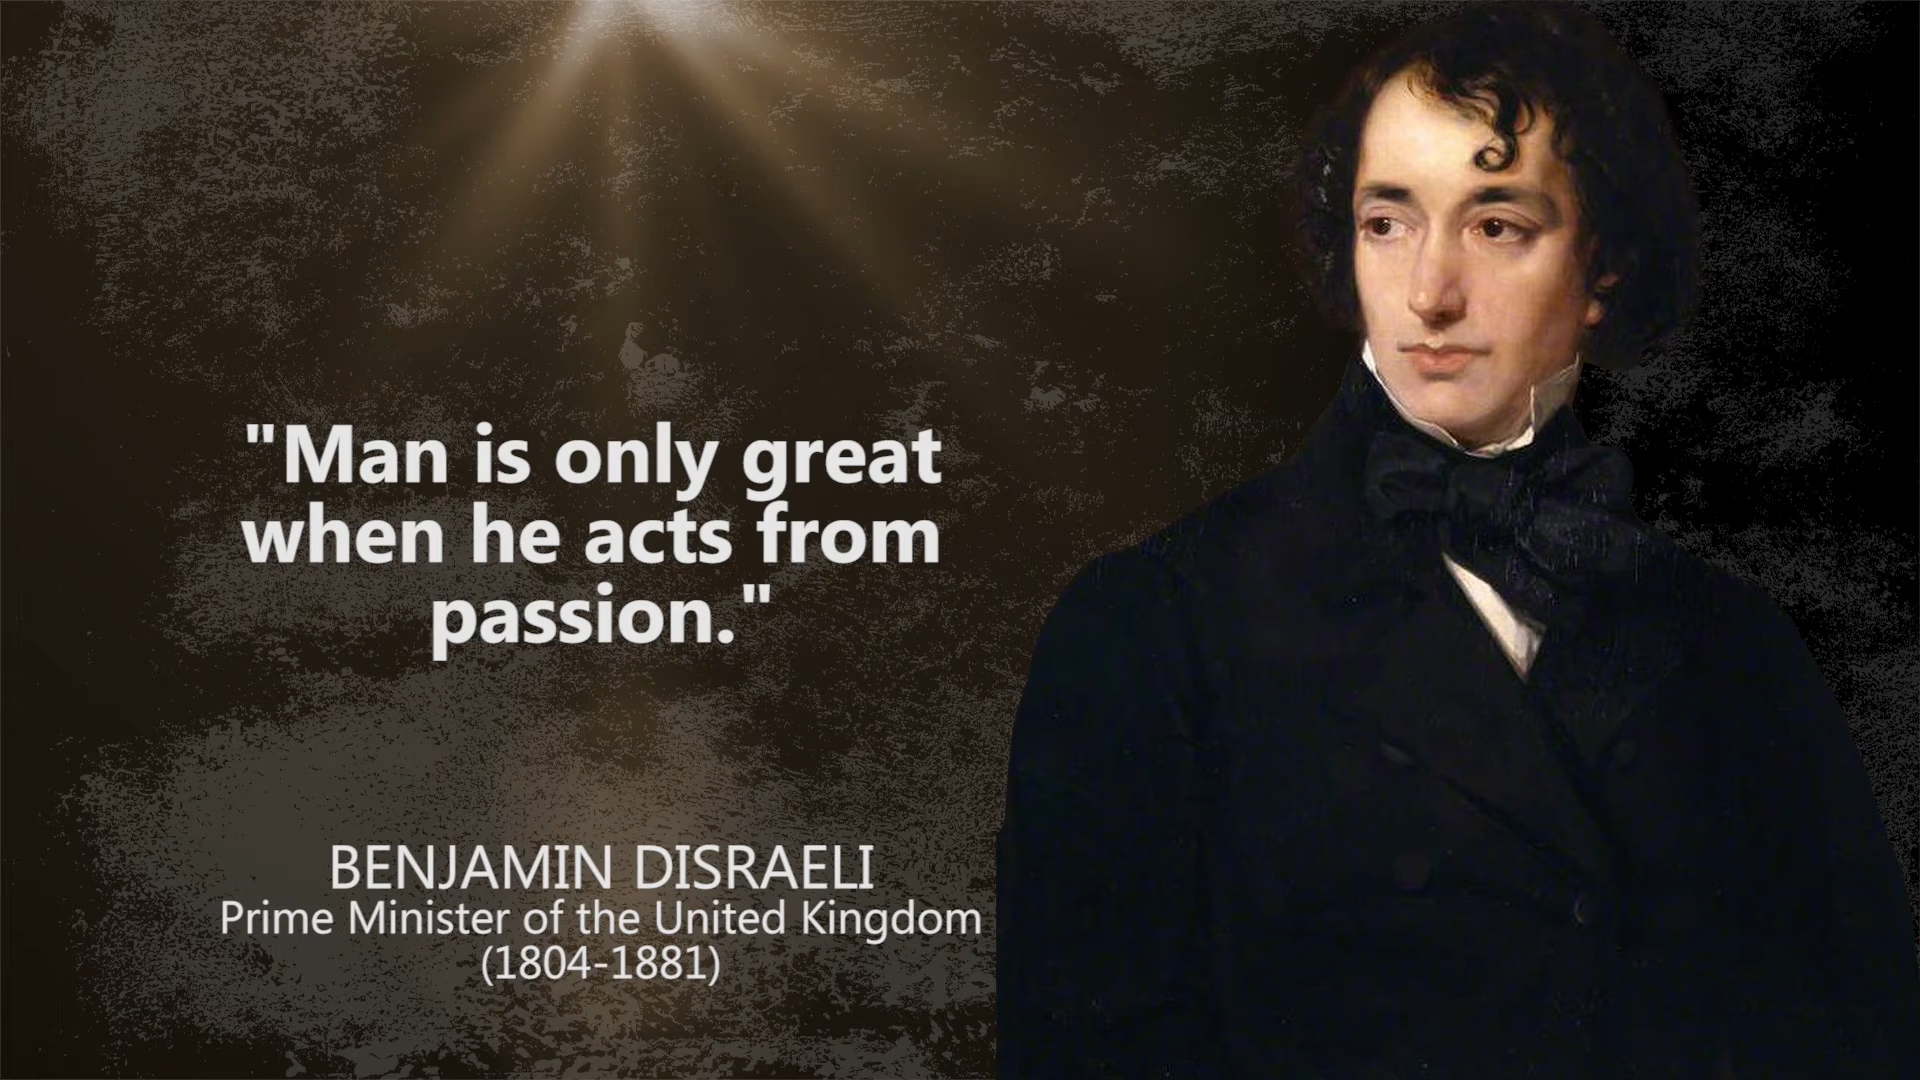 "Man is only great
when he acts from
passion."
BENJAMIN DISRAELI
Prime Minister of the United Kingdom
(1804-1881)